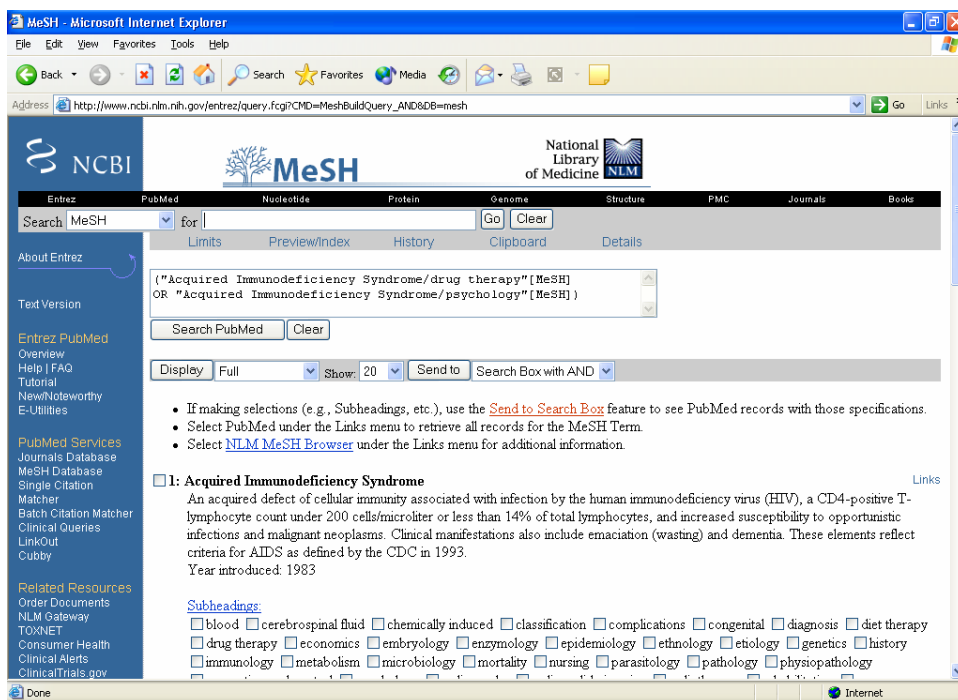 MeSH - Microsoft Internet Explorer
File Edit View Favorites Tools Help
Back Search Favorites Media
Address http://www.ncbi.nlm.nih.gov/entrez/query.fcgi?CMD=MeshBuildQuery_AND&DB=mesh Go Links
NCBI
MeSH
National
Library
of Medicine NLM
Entrez PubMed Nucleotide Protein Genome Structure PMC Journals Books
Search MeSH for Go Clear
Limits Preview/Index History Clipboard Details
About Entrez
Text Version
Entrez PubMed
Overview
Help | FAQ
Tutorial
New/Noteworthy
E-Utilities
PubMed Services
Journals Database
MeSH Database
Single Citation
Matcher
Batch Citation Matcher
Clinical Queries
LinkOut
Cubby
Related Resources
Order Documents
NLM Gateway
TOXNET
Consumer Health
Clinical Alerts
ClinicalTrials.gov
("Acquired Immunodeficiency Syndrome/drug therapy"[MeSH]
OR "Acquired Immunodeficiency Syndrome/psychology"[MeSH])
Search PubMed Clear
Display Full Show: 20 Send to Search Box with AND
• If making selections (e.g., Subheadings, etc.), use the Send to Search Box feature to see PubMed records with those specifications.
• Select PubMed under the Links menu to retrieve all records for the MeSH Term.
• Select NLM MeSH Browser under the Links menu for additional information.
1: Acquired Immunodeficiency Syndrome Links
An acquired defect of cellular immunity associated with infection by the human immunodeficiency virus (HIV), a CD4-positive T-
lymphocyte count under 200 cells/microliter or less than 14% of total lymphocytes, and increased susceptibility to opportunistic
infections and malignant neoplasms. Clinical manifestations also include emaciation (wasting) and dementia. These elements reflect
criteria for AIDS as defined by the CDC in 1993.
Year introduced: 1983
Subheadings:
blood cerebrospinal fluid chemically induced classification complications congenital diagnosis diet therapy
drug therapy economics embryology enzymology epidemiology ethnology etiology genetics history
immunology metabolism microbiology mortality nursing parasitology pathology physiopathology
Done Internet